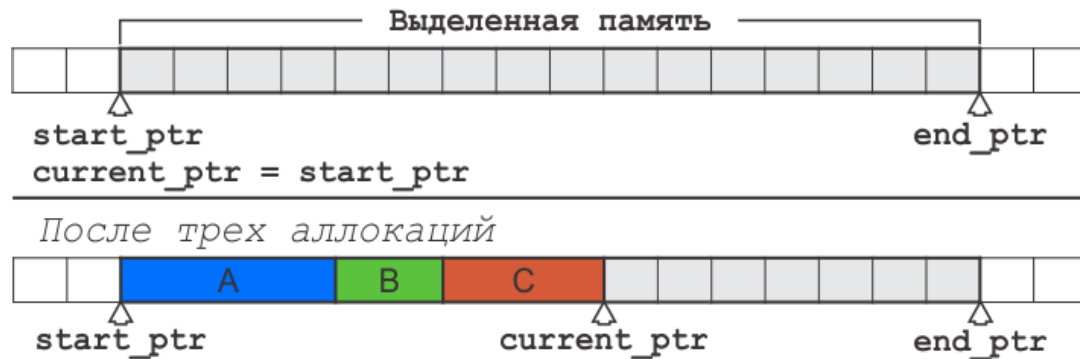 Выделенная память
start_ptr end_ptr
current_ptr = start_ptr
После трех аллокаций
A B C
start_ptr current_ptr end_ptr